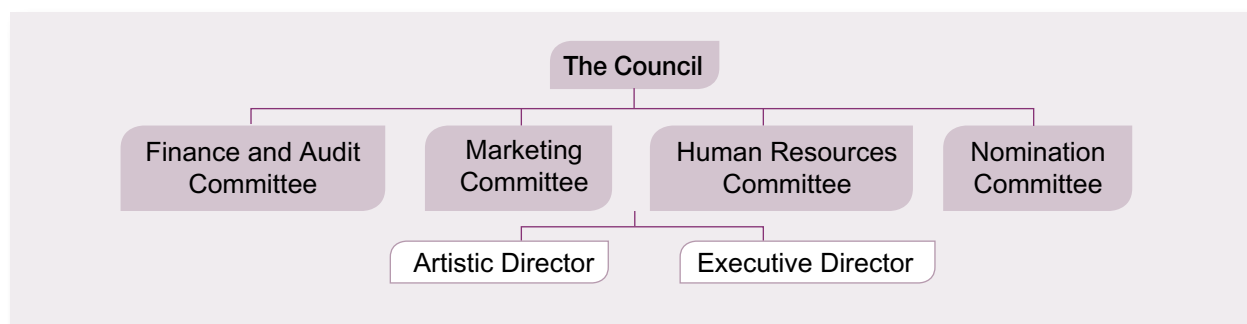 The Council
Finance and Audit
Committee
Marketing
Committee
Human Resources
Committee
Nomination
Committee
Artistic Director
Executive Director